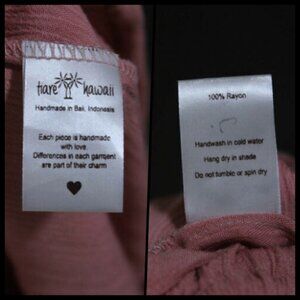 tiare hawaii
Handmade in Bali, Indonesia
Each piece is handmade
with love.
Differences in each garment
are part of their charm
100% Rayon
Handwash in cold water
Hang dry in shade
Do not tumble or spin dry